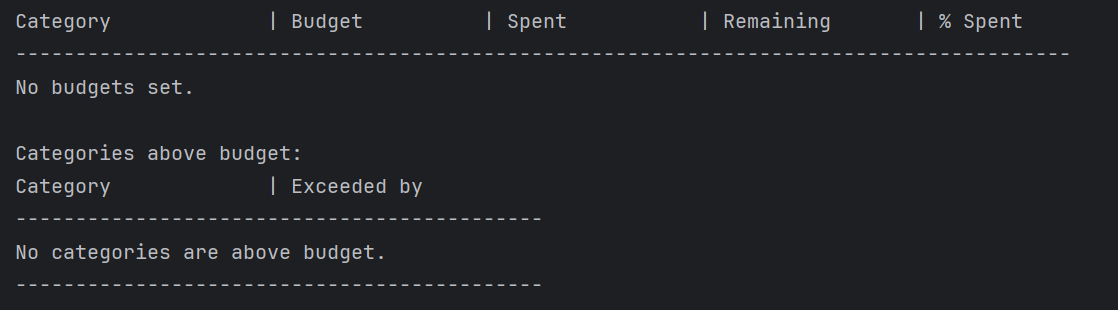 Category             | Budget          | Spent           | Remaining       | % Spent
----------------------------------------------------------------------------------------
No budgets set.

Categories above budget:
Category             | Exceeded by
--------------------------------------------
No categories are above budget.
--------------------------------------------